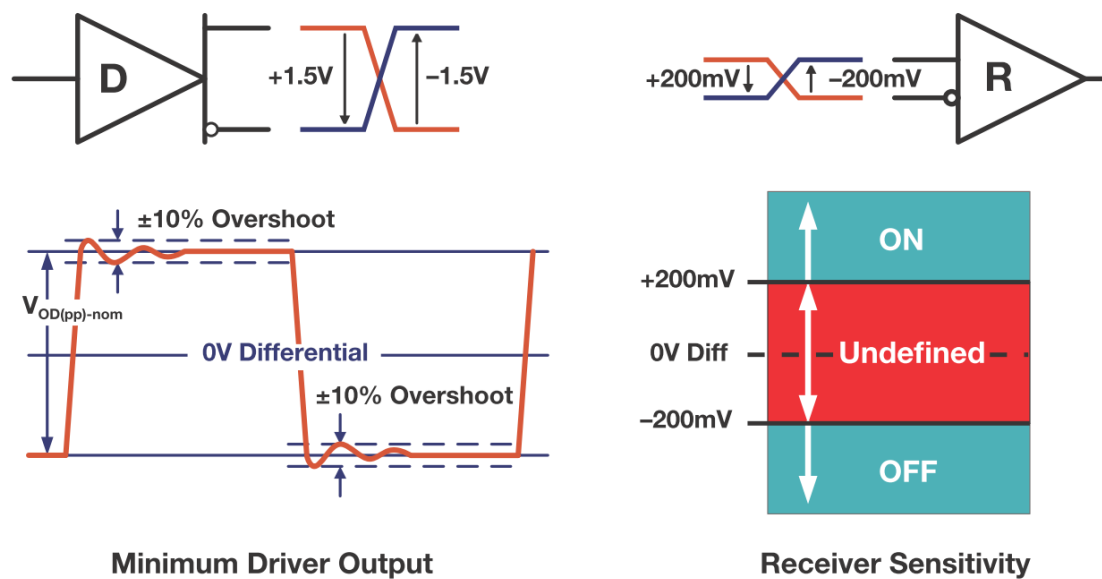 D
+1.5V
−1.5V
±10% Overshoot
VOD(pp)-nom
0V Differential
±10% Overshoot
Minimum Driver Output
+200mV
−200mV
R
ON
+200mV
0V Diff
Undefined
−200mV
OFF
Receiver Sensitivity